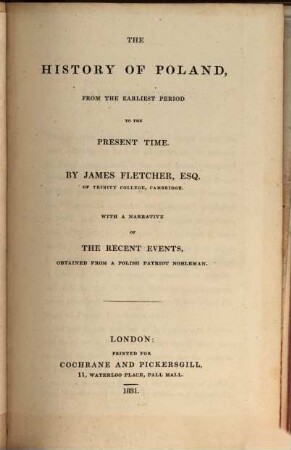 THE
HISTORY OF POLAND,
FROM THE EARLIEST PERIOD
TO THE
PRESENT TIME.
BY JAMES FLETCHER, ESQ.
OF TRINITY COLLEGE, CAMBRIDGE.
WITH A NARRATIVE
OF
THE RECENT EVENTS,
OBTAINED FROM A POLISH PATRIOT NOBLEMAN.
LONDON:
PRINTED FOR
COCHRANE AND PICKERSGILL,
11, WATERLOO PLACE, PALL MALL.
1831.